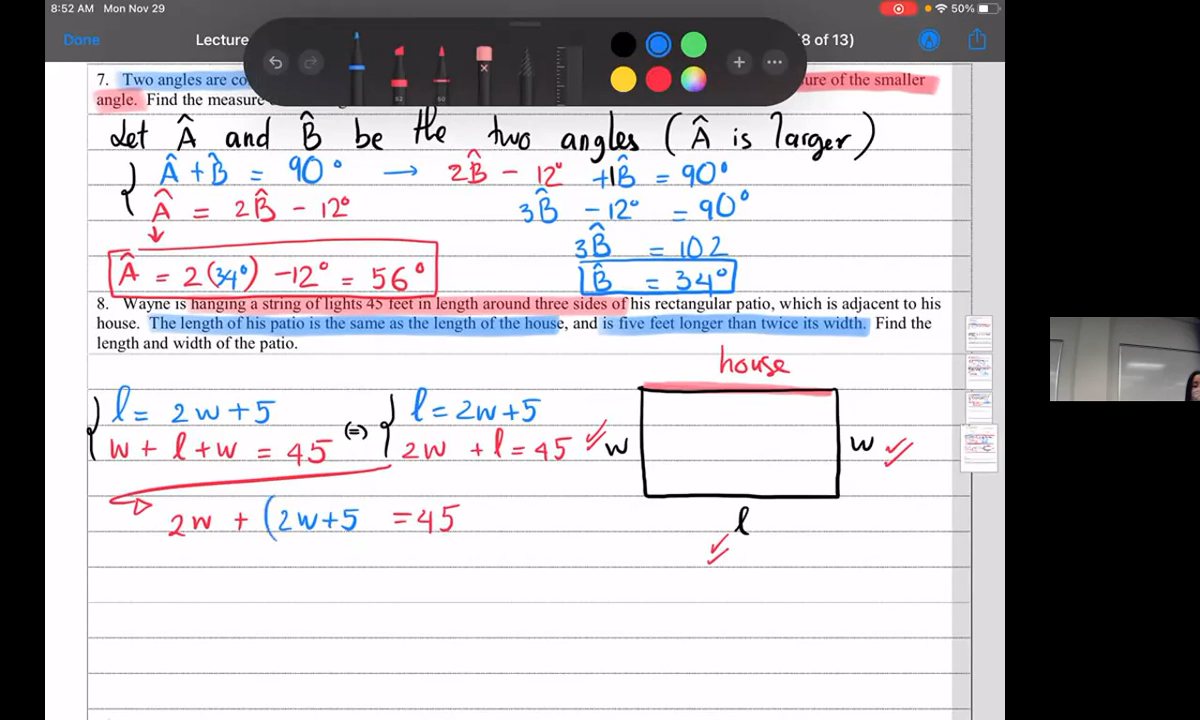 8:52 AM Mon Nov 29
50%
Done
Lecture
(8 of 13)
7. Two angles are co
ure of the smaller
angle. Find the measure
Let Â and B̂ be the two angles (Â is larger)
Â + B̂ = 90° → 2B̂ - 12° +1B̂ = 90°
Â = 2B̂ - 12°
3B̂ - 12° = 90°
3B̂ = 102
Â = 2(34°) - 12° = 56°
B̂ = 34°
8. Wayne is hanging a string of lights 45 feet in length around three sides of his rectangular patio, which is adjacent to his
house. The length of his patio is the same as the length of the house, and is five feet longer than twice its width. Find the
length and width of the patio.
house
{ l = 2w + 5 (=) { l = 2w + 5
w + l + w = 45 2w + l = 45 w w
2w + (2w + 5 = 45
l